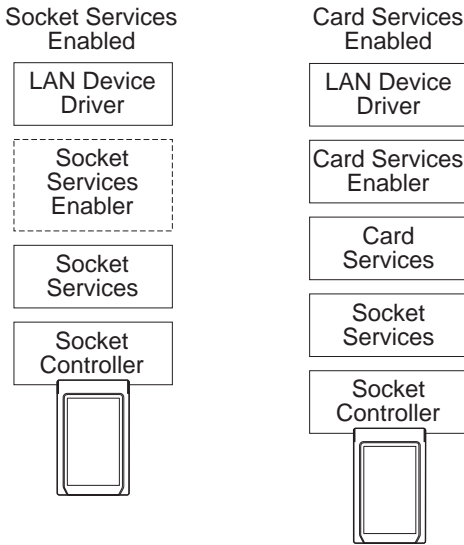 Socket Services
Enabled
LAN Device
Driver
Socket
Services
Enabler
Socket
Services
Socket
Controller
Card Services
Enabled
LAN Device
Driver
Card Services
Enabler
Card
Services
Socket
Services
Socket
Controller